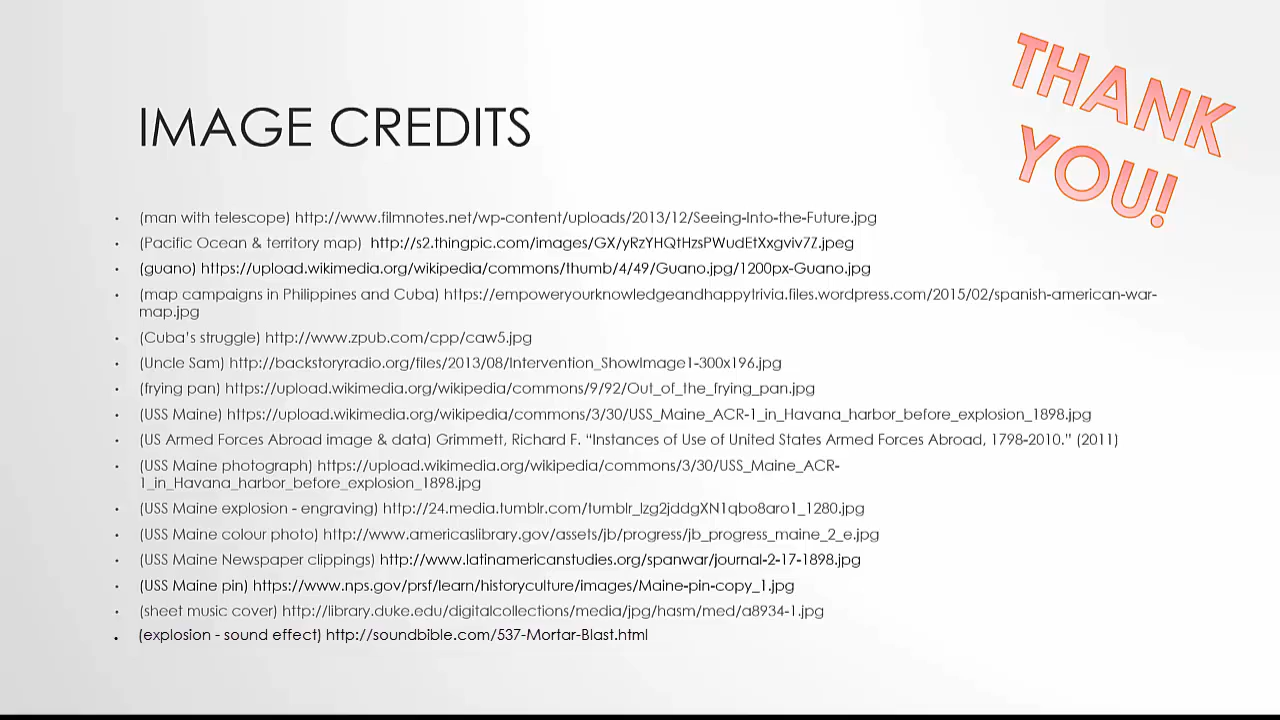 THANK
YOU!
IMAGE CREDITS
• (man with telescope) http://www.filmnotes.net/wp-content/uploads/2013/12/Seeing-Into-the-Future.jpg
• (Pacific Ocean & territory map) http://s2.thingpic.com/images/GX/yRzYHQtHzsPWudEtXxgviv7Z.jpeg
• (guano) https://upload.wikimedia.org/wikipedia/commons/thumb/4/49/Guano.jpg/1200px-Guano.jpg
• (map campaigns in Philippines and Cuba) https://empoweryourknowledgeandhappytrivia.files.wordpress.com/2015/02/spanish-american-war-
map.jpg
• (Cuba's struggle) http://www.zpub.com/cpp/caw5.jpg
• (Uncle Sam) http://backstoryradio.org/files/2013/08/Intervention_ShowImage1-300x196.jpg
• (frying pan) https://upload.wikimedia.org/wikipedia/commons/9/92/Out_of_the_frying_pan.jpg
• (USS Maine) https://upload.wikimedia.org/wikipedia/commons/3/30/USS_Maine_ACR-1_in_Havana_harbor_before_explosion_1898.jpg
• (US Armed Forces Abroad image & data) Grimmett, Richard F. “Instances of Use of United States Armed Forces Abroad, 1798-2010.” (2011)
• (USS Maine photograph) https://upload.wikimedia.org/wikipedia/commons/3/30/USS_Maine_ACR-
1_in_Havana_harbor_before_explosion_1898.jpg
• (USS Maine explosion - engraving) http://24.media.tumblr.com/tumblr_lzg2jddgXN1qbo8aro1_1280.jpg
• (USS Maine colour photo) http://www.americaslibrary.gov/assets/jb/progress/jb_progress_maine_2_e.jpg
• (USS Maine Newspaper clippings) http://www.latinamericanstudies.org/spanwar/journal-2-17-1898.jpg
• (USS Maine pin) https://www.nps.gov/prsf/learn/historyculture/images/Maine-pin-copy_1.jpg
• (sheet music cover) http://library.duke.edu/digitalcollections/media/jpg/hasm/med/a8934-1.jpg
• (explosion - sound effect) http://soundbible.com/537-Mortar-Blast.html